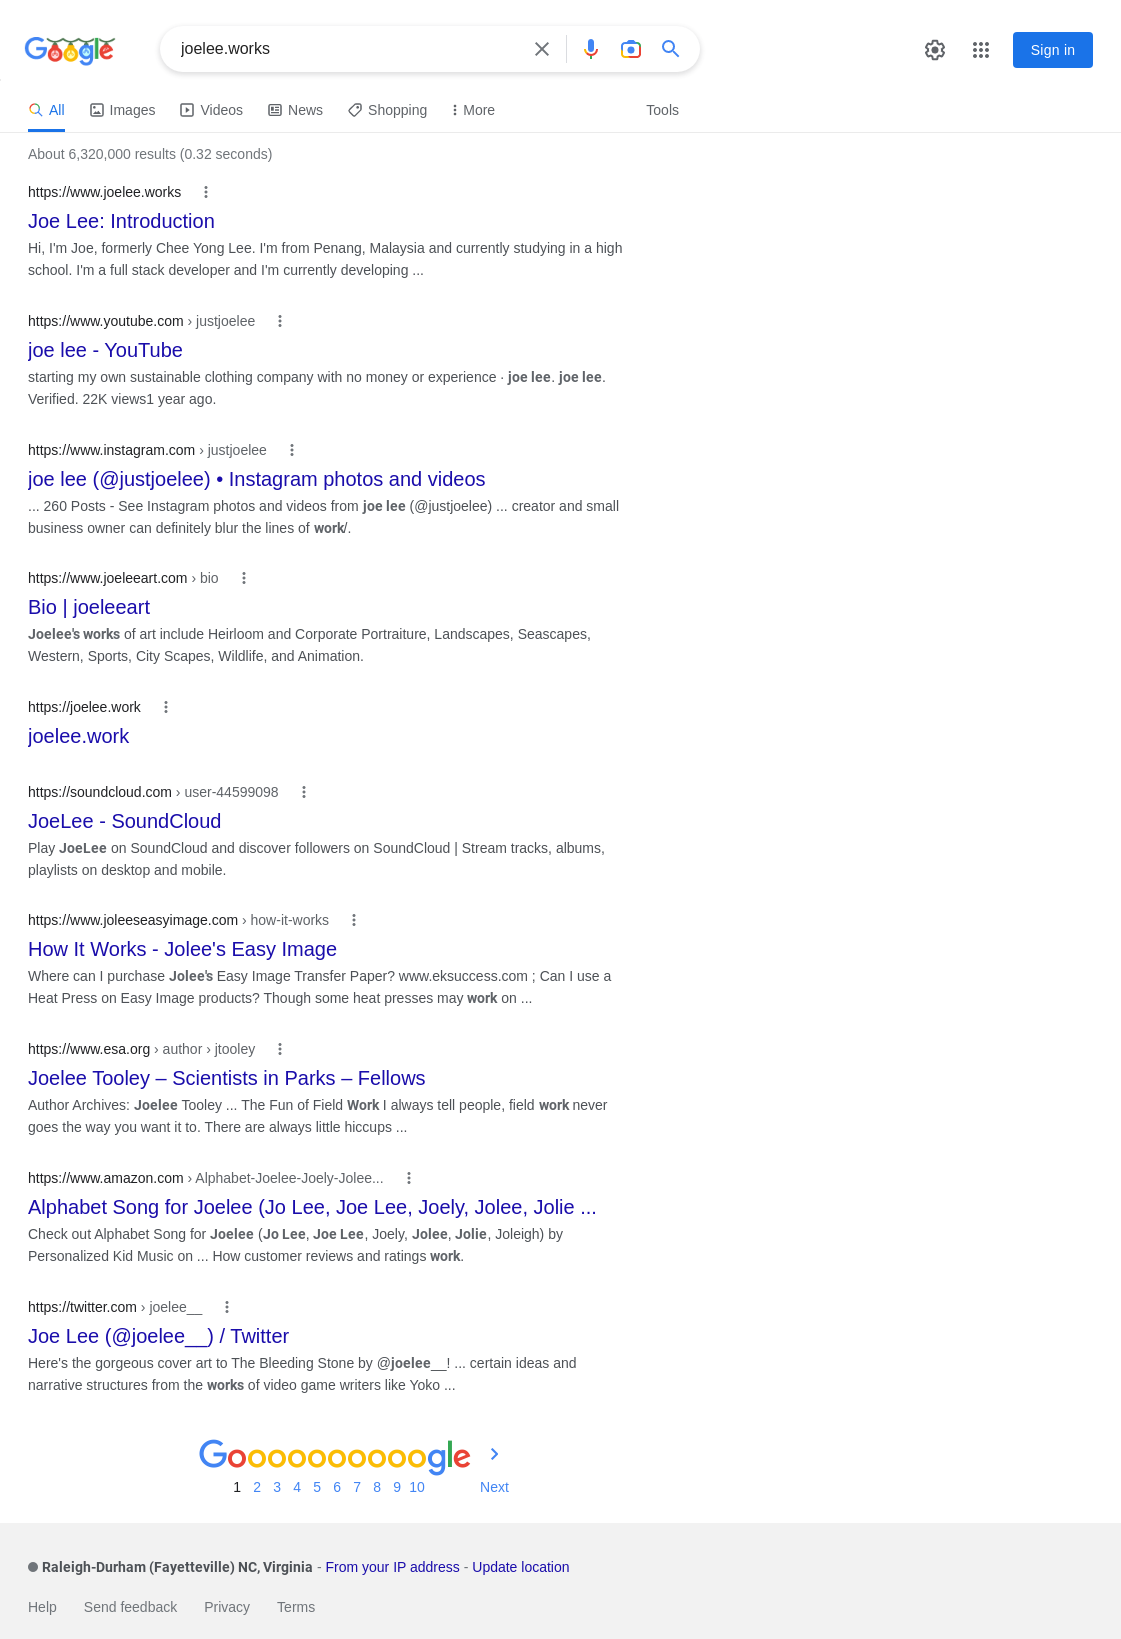 Google
joelee.works
Sign in
All Images Videos News Shopping More Tools
About 6,320,000 results (0.32 seconds)
https://www.joelee.works
Joe Lee: Introduction
Hi, I'm Joe, formerly Chee Yong Lee. I'm from Penang, Malaysia and currently studying in a high
school. I'm a full stack developer and I'm currently developing ...
https://www.youtube.com › justjoelee
joe lee - YouTube
starting my own sustainable clothing company with no money or experience · joe lee. joe lee.
Verified. 22K views1 year ago.
https://www.instagram.com › justjoelee
joe lee (@justjoelee) • Instagram photos and videos
... 260 Posts - See Instagram photos and videos from joe lee (@justjoelee) ... creator and small
business owner can definitely blur the lines of work/.
https://www.joeleeart.com › bio
Bio | joeleeart
Joelee's works of art include Heirloom and Corporate Portraiture, Landscapes, Seascapes,
Western, Sports, City Scapes, Wildlife, and Animation.
https://joelee.work
joelee.work
https://soundcloud.com › user-44599098
JoeLee - SoundCloud
Play JoeLee on SoundCloud and discover followers on SoundCloud | Stream tracks, albums,
playlists on desktop and mobile.
https://www.joleeseasyimage.com › how-it-works
How It Works - Jolee's Easy Image
Where can I purchase Jolee's Easy Image Transfer Paper? www.eksuccess.com ; Can I use a
Heat Press on Easy Image products? Though some heat presses may work on ...
https://www.esa.org › author › jtooley
Joelee Tooley – Scientists in Parks – Fellows
Author Archives: Joelee Tooley ... The Fun of Field Work I always tell people, field work never
goes the way you want it to. There are always little hiccups ...
https://www.amazon.com › Alphabet-Joelee-Joely-Jolee...
Alphabet Song for Joelee (Jo Lee, Joe Lee, Joely, Jolee, Jolie ...
Check out Alphabet Song for Joelee (Jo Lee, Joe Lee, Joely, Jolee, Jolie, Joleigh) by
Personalized Kid Music on ... How customer reviews and ratings work.
https://twitter.com › joelee__
Joe Lee (@joelee__) / Twitter
Here's the gorgeous cover art to The Bleeding Stone by @joelee__! ... certain ideas and
narrative structures from the works of video game writers like Yoko ...
Goooooooooogle
1 2 3 4 5 6 7 8 9 10 Next
Raleigh-Durham (Fayetteville) NC, Virginia - From your IP address - Update location
Help Send feedback Privacy Terms